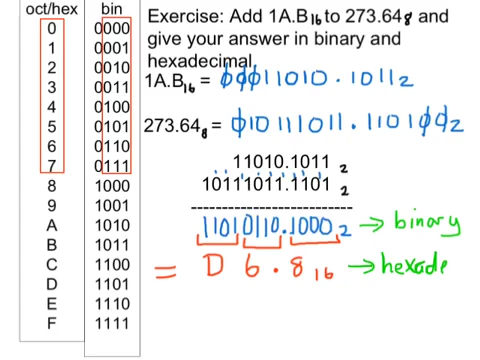 oct/hex bin
0 0000
1 0001
2 0010
3 0011
4 0100
5 0101
6 0110
7 0111
8 1000
9 1001
A 1010
B 1011
C 1100
D 1101
E 1110
F 1111
Exercise: Add 1A.B₁₆ to 273.64₈ and
give your answer in binary and
hexadecimal.
1A.B₁₆ = 00011010.1011₂
273.64₈ = 010111011.110100₂
11010.1011 ₂
10111011.1101 ₂
11010110.1000₂ → binary
= D 6.8₁₆ → hexade